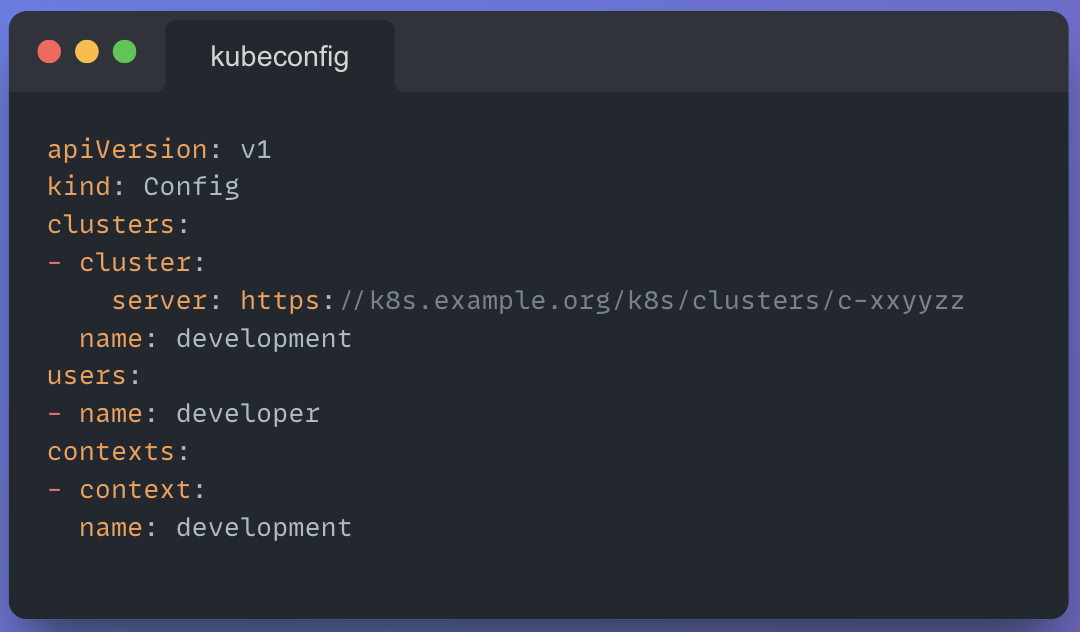 kubeconfig
apiVersion: v1
kind: Config
clusters:
- cluster:
    server: https://k8s.example.org/k8s/clusters/c-xxyyzz
  name: development
users:
- name: developer
contexts:
- context:
  name: development